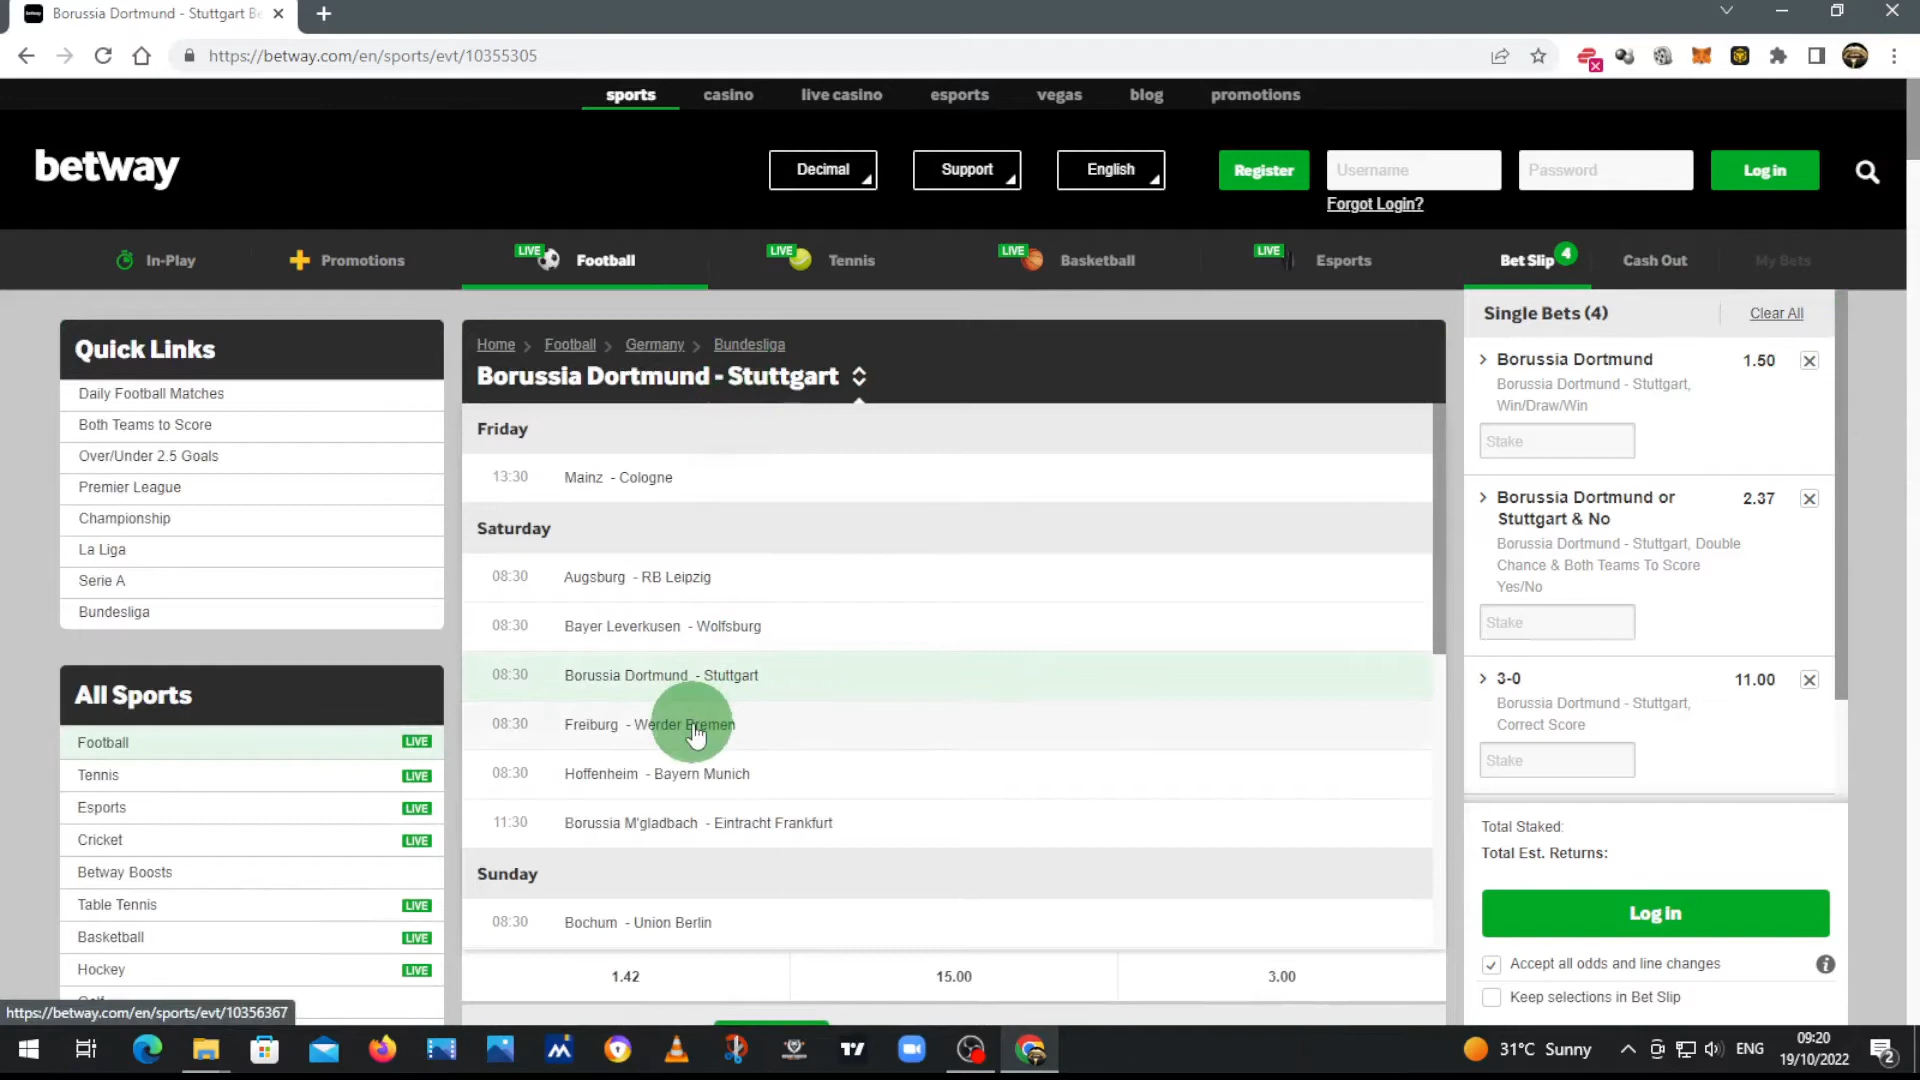 Borussia Dortmund - Stuttgart Be
https://betway.com/en/sports/evt/10355305
sports casino live casino esports vegas blog promotions
betway
Decimal Support English Register Username Password Log in
Forgot Login?
In-Play Promotions LIVE Football LIVE Tennis LIVE Basketball LIVE Esports Bet Slip 4 Cash Out My Bets
Quick Links
Daily Football Matches
Both Teams to Score
Over/Under 2.5 Goals
Premier League
Championship
La Liga
Serie A
Bundesliga
All Sports
Football LIVE
Tennis LIVE
Esports LIVE
Cricket LIVE
Betway Boosts
Table Tennis LIVE
Basketball LIVE
Hockey LIVE
Home > Football > Germany > Bundesliga
Borussia Dortmund - Stuttgart
Friday
13:30 Mainz - Cologne
Saturday
08:30 Augsburg - RB Leipzig
08:30 Bayer Leverkusen - Wolfsburg
08:30 Borussia Dortmund - Stuttgart
08:30 Freiburg - Werder Bremen
08:30 Hoffenheim - Bayern Munich
11:30 Borussia M'gladbach - Eintracht Frankfurt
Sunday
08:30 Bochum - Union Berlin
1.42 15.00 3.00
Single Bets (4) Clear All
Borussia Dortmund 1.50
Borussia Dortmund - Stuttgart,
Win/Draw/Win
Stake
Borussia Dortmund or 2.37
Stuttgart & No
Borussia Dortmund - Stuttgart, Double
Chance & Both Teams To Score
Yes/No
Stake
3-0 11.00
Borussia Dortmund - Stuttgart,
Correct Score
Stake
Total Staked:
Total Est. Returns:
Log in
Accept all odds and line changes
Keep selections in Bet Slip
https://betway.com/en/sports/evt/10356367
31°C Sunny ENG 09:20
19/10/2022 2